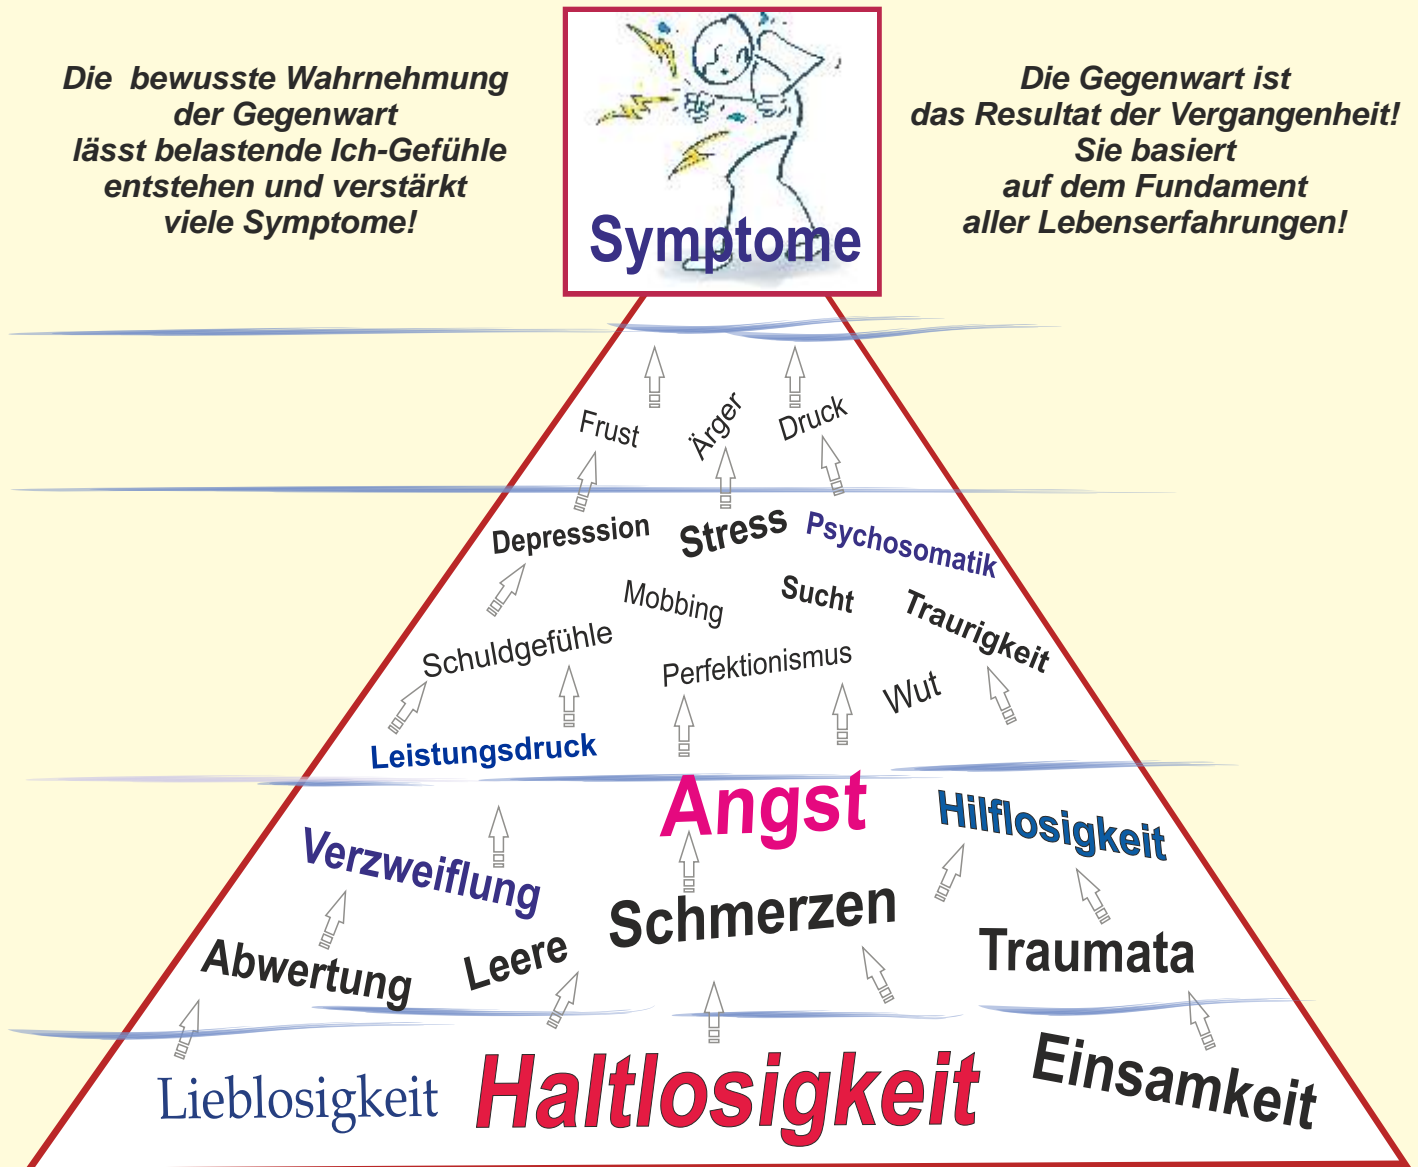 Die bewusste Wahrnehmung
der Gegenwart
lässt belastende Ich-Gefühle
entstehen und verstärkt
viele Symptome!
Symptome
Die Gegenwart ist
das Resultat der Vergangenheit!
Sie basiert
auf dem Fundament
aller Lebenserfahrungen!
Frust
Ärger
Druck
Depresssion
Stress
Psychosomatik
Mobbing
Sucht
Traurigkeit
Schuldgefühle
Perfektionismus
Wut
Leistungsdruck
Angst
Hilflosigkeit
Verzweiflung
Schmerzen
Abwertung
Leere
Traumata
Lieblosigkeit
Haltlosigkeit
Einsamkeit